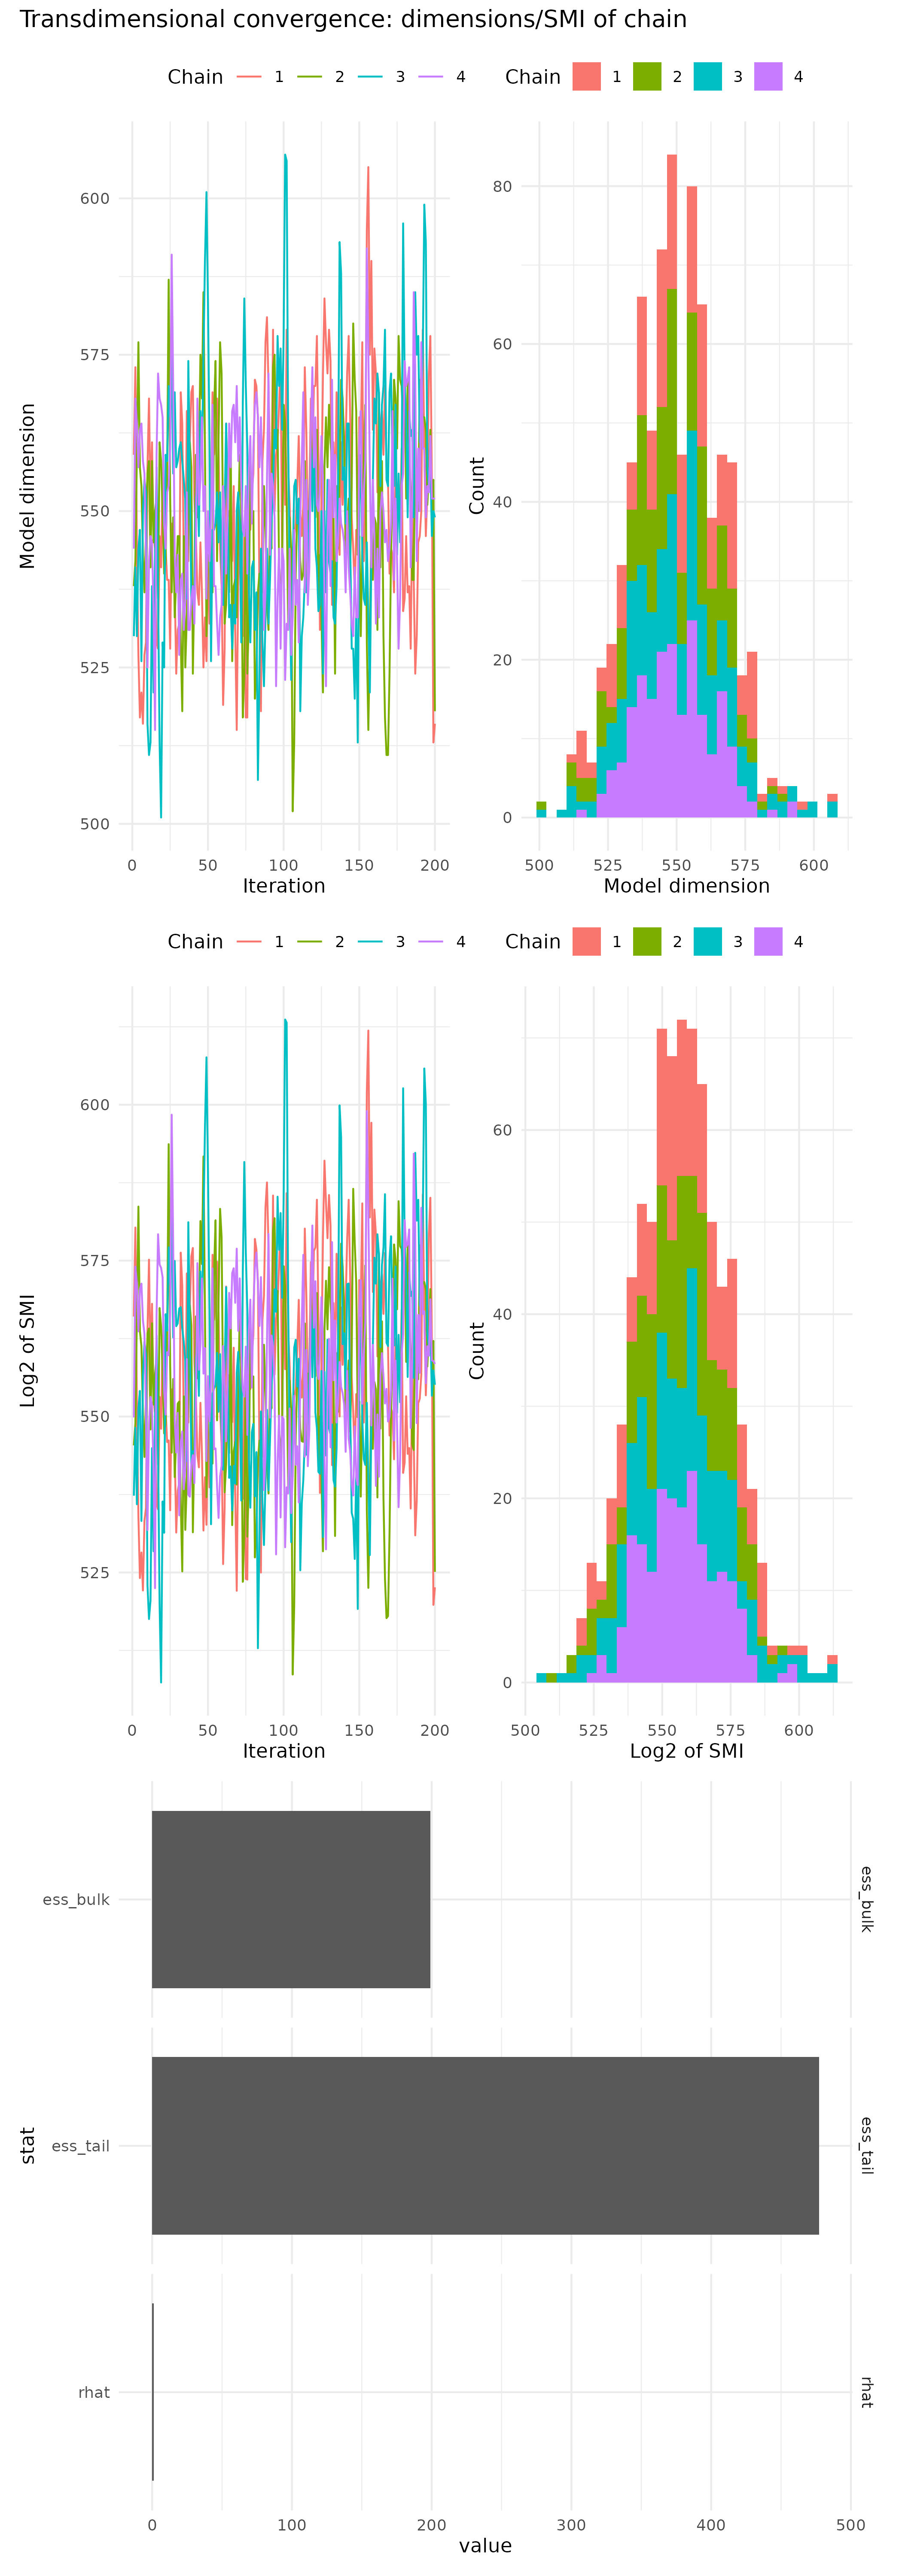 Transdimensional convergence: dimensions/SMI of chain
Chain 1 2 3 4
Chain 1 2 3 4
Model dimension
600
575
550
525
500
0 50 100 150 200
Iteration
Count
80
60
40
20
0
500 525 550 575 600
Model dimension
Chain 1 2 3 4
Chain 1 2 3 4
Log2 of SMI
600
575
550
525
0 50 100 150 200
Iteration
Count
60
40
20
0
500 525 550 575 600
Log2 of SMI
stat
ess_bulk
ess_bulk
ess_tail
ess_tail
rhat
rhat
0 100 200 300 400 500
value